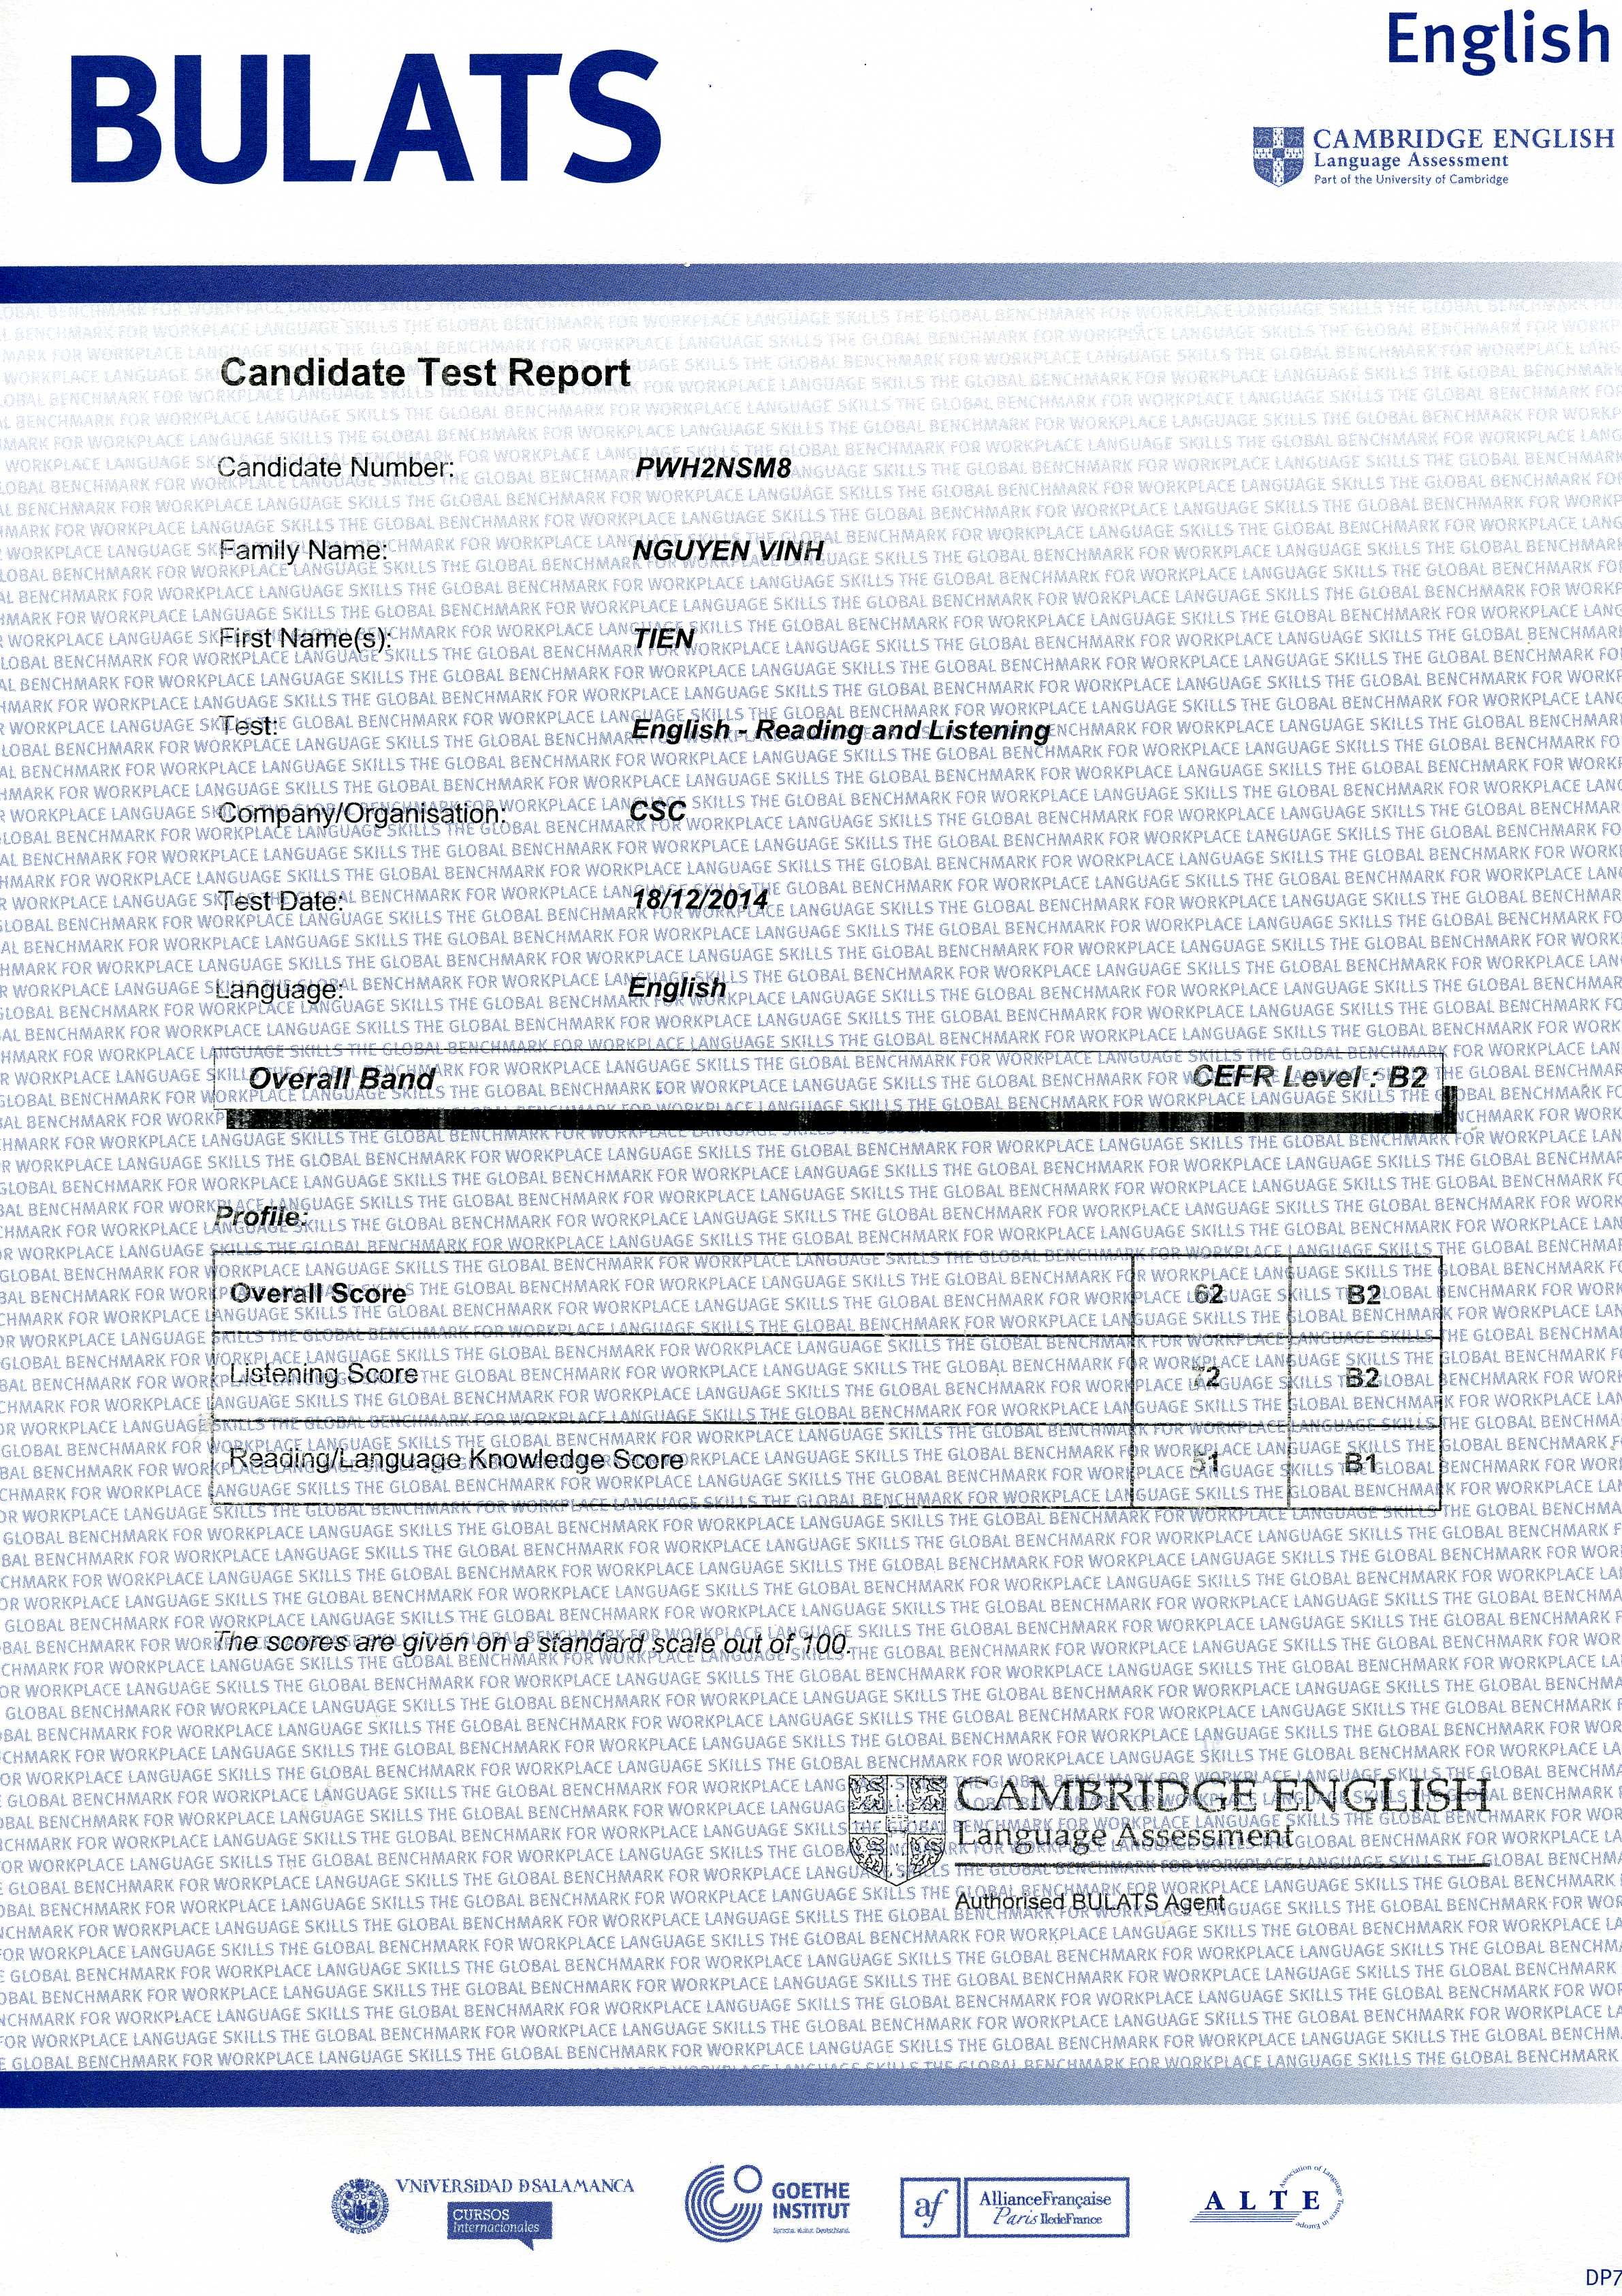 English
BULATS
CAMBRIDGE ENGLISH
Language Assessment
Part of the University of Cambridge
Candidate Test Report
Candidate Number: PWH2NSM8
Family Name: NGUYEN VINH
First Name(s): TIEN
Test: English - Reading and Listening
Company/Organisation: CSC
Test Date: 18/12/2014
Language: English
Overall Band CEFR Level : B2
Profile:
Overall Score 62 B2
Listening Score 72 B2
Reading/Language Knowledge Score 51 B1
The scores are given on a standard scale out of 100.
CAMBRIDGE ENGLISH
Language Assessment
Authorised BULATS Agent
VNIVERSIDAD D SALAMANCA
CURSOS
Internacionales
GOETHE
INSTITUT
Sprache. Kultur. Deutschland.
af
AllianceFrançaise
Paris IledeFrance
ALTE
Association of Language Testers in Europe
DP7